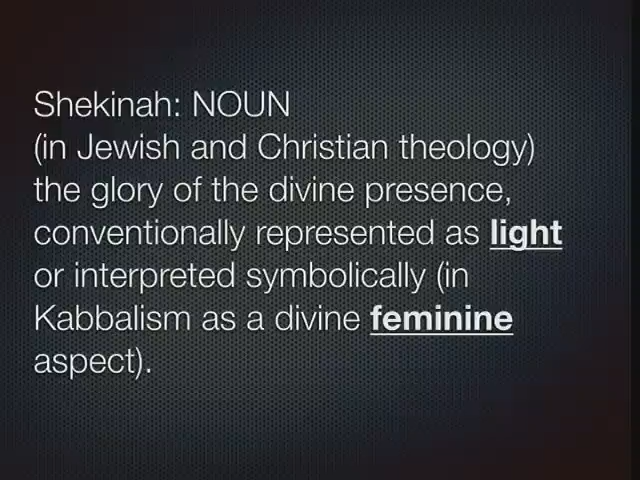 Shekinah: NOUN
(in Jewish and Christian theology)
the glory of the divine presence,
conventionally represented as light
or interpreted symbolically (in
Kabbalism as a divine feminine
aspect).